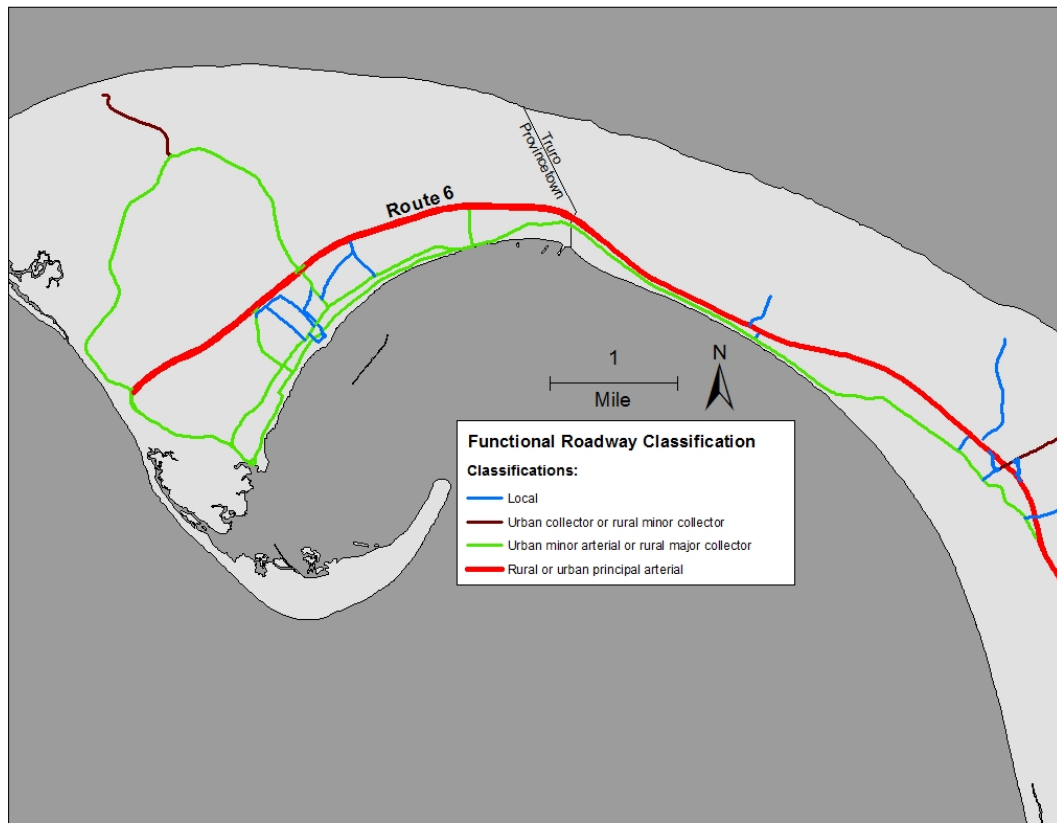 Truro
Provincetown
Route 6
1
Mile
N
Functional Roadway Classification
Classifications:
Local
Urban collector or rural minor collector
Urban minor arterial or rural major collector
Rural or urban principal arterial